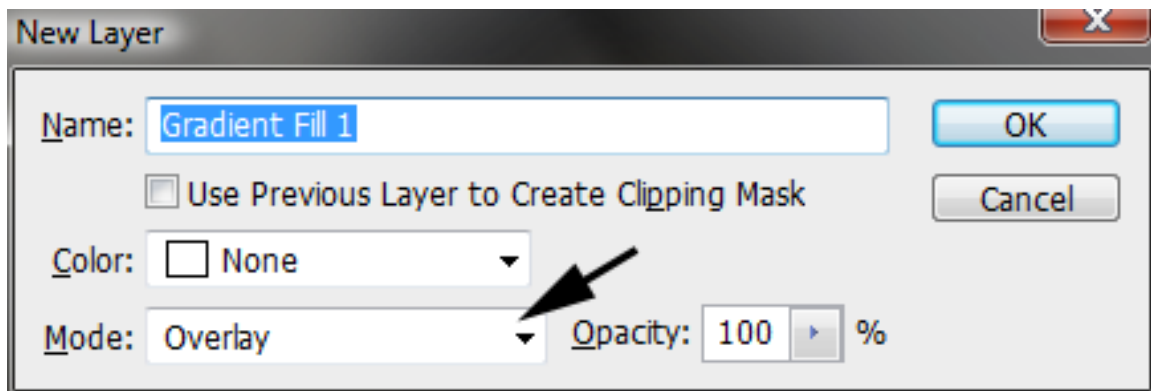 New Layer
Name: Gradient Fill 1
OK
Use Previous Layer to Create Clipping Mask
Cancel
Color: None
Mode: Overlay Opacity: 100 %